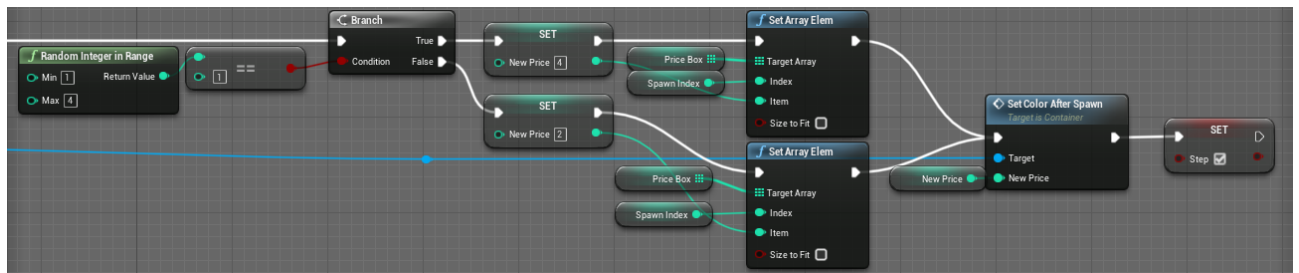 Random Integer in Range
Min 1
Return Value
Max 4
1 ==
Branch
True
Condition
False
SET
New Price 4
SET
New Price 2
Price Box
Spawn Index
Set Array Elem
Target Array
Index
Item
Size to Fit
Price Box
Spawn Index
Set Array Elem
Target Array
Index
Item
Size to Fit
New Price
Set Color After Spawn
Target is Container
Target
New Price
SET
Step